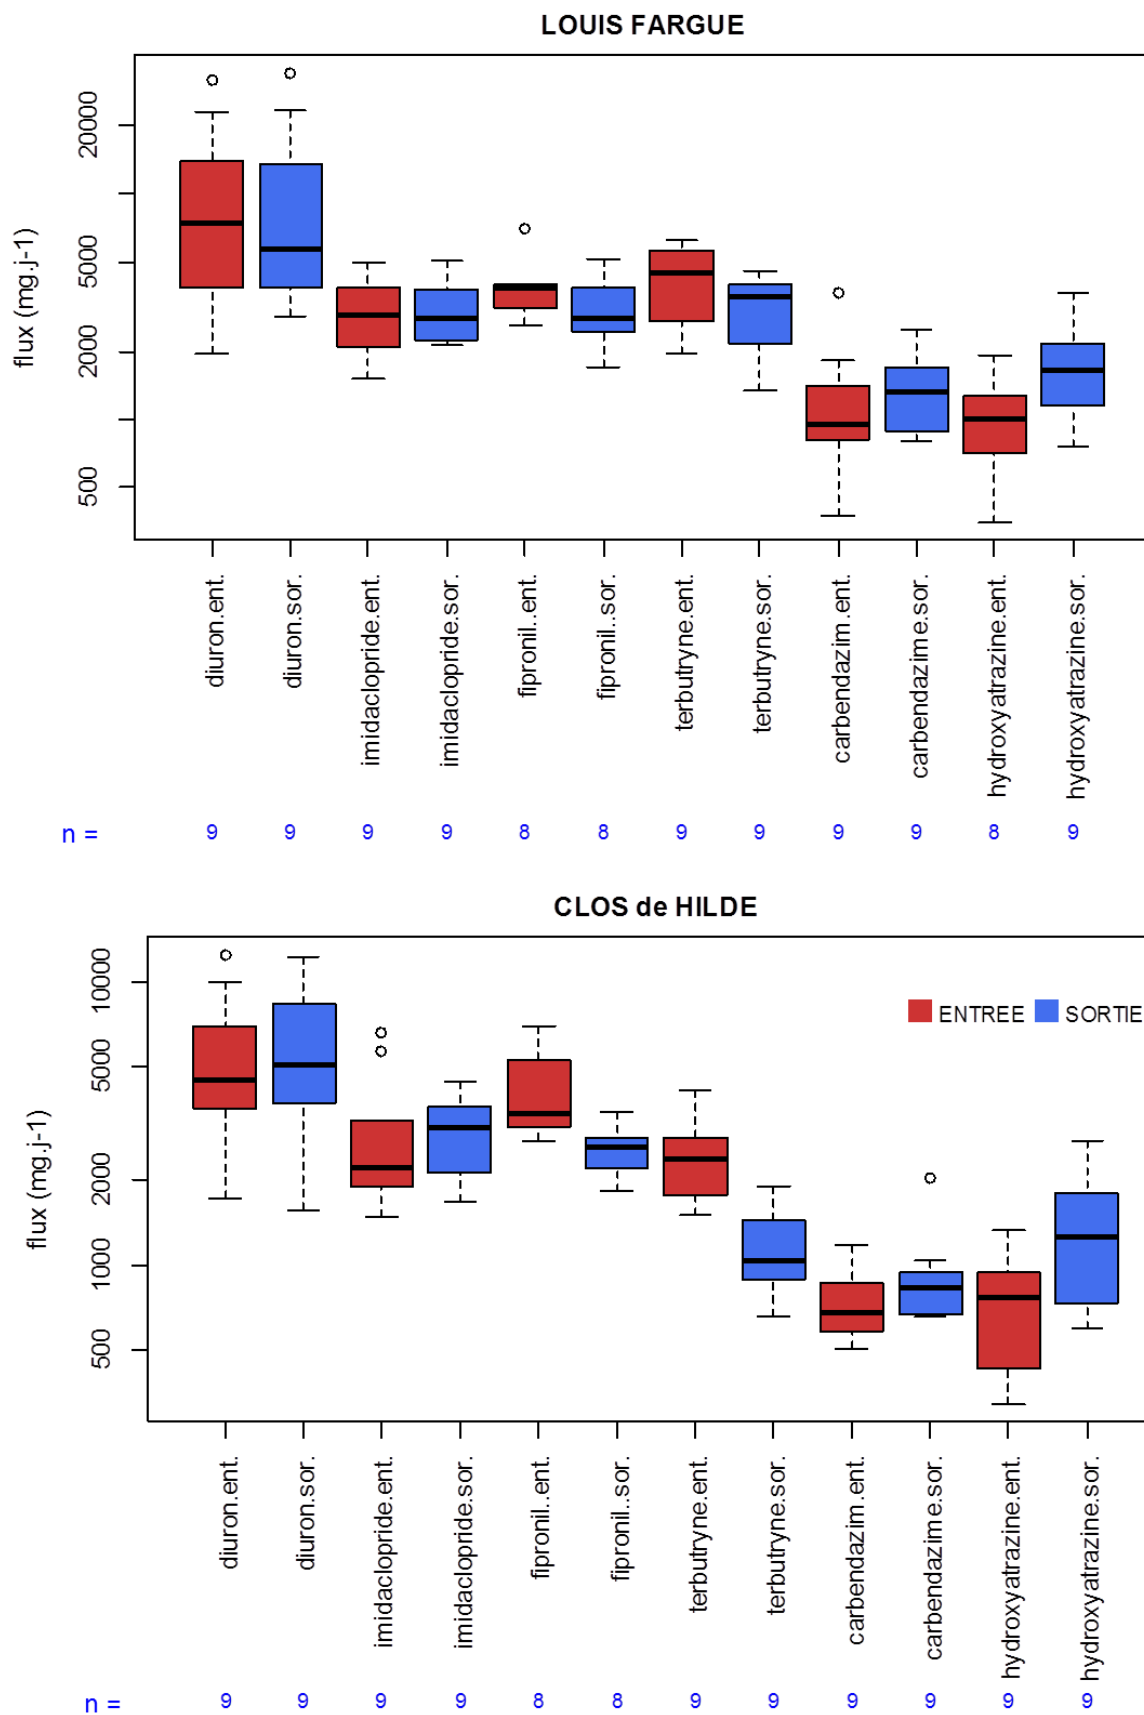 LOUIS FARGUE
flux (mg.j-1)
20000
5000
2000
500
diuron.ent.
diuron.sor.
imidaclopride.ent.
imidaclopride.sor.
fipronil..ent.
fipronil..sor.
terbutryne.ent.
terbutryne.sor.
carbendazim.ent.
carbendazime.sor.
hydroxyatrazine.ent.
hydroxyatrazine.sor.
n = 9 9 9 9 8 8 9 9 9 9 8 9
CLOS de HILDE
flux (mg.j-1)
10000
5000
2000
1000
500
ENTREE SORTIE
diuron.ent.
diuron.sor.
imidaclopride.ent.
imidaclopride.sor.
fipronil..ent.
fipronil..sor.
terbutryne.ent.
terbutryne.sor.
carbendazim.ent.
carbendazime.sor.
hydroxyatrazine.ent.
hydroxyatrazine.sor.
n = 9 9 9 9 8 8 9 9 9 9 9 9